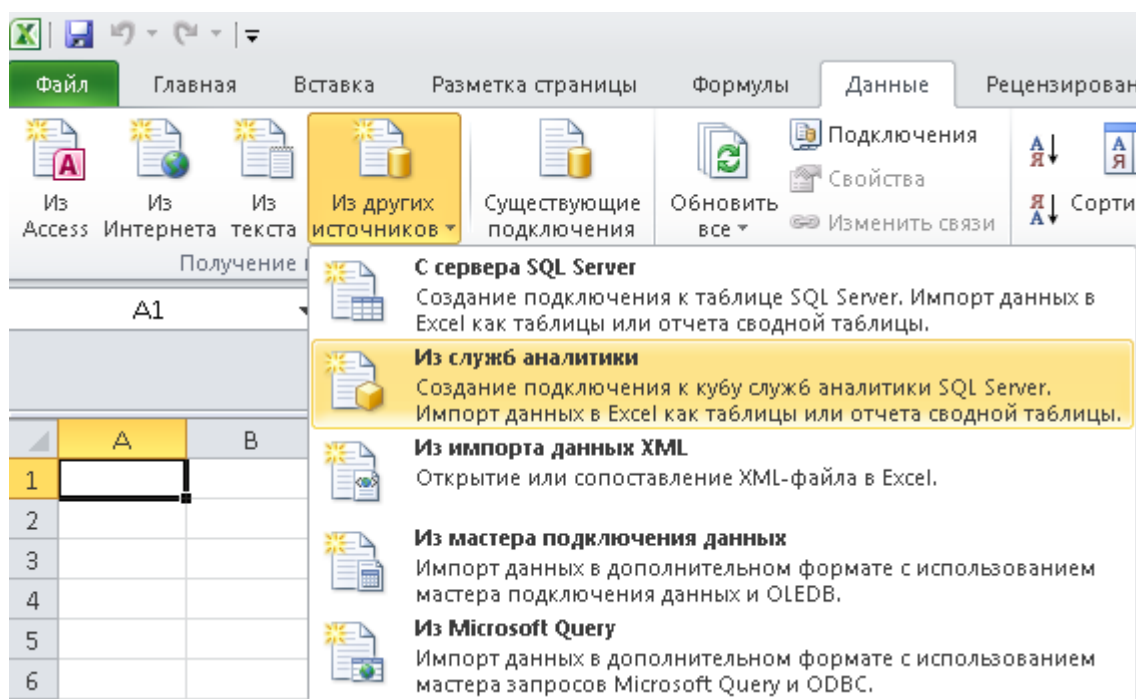 Файл Главная Вставка Разметка страницы Формулы Данные Рецензирован
Из Access
Из Интернета
Из текста
Из других источников
Существующие подключения
Обновить все
Подключения
Свойства
Изменить связи
Сорти
Получение
A1
С сервера SQL Server
Создание подключения к таблице SQL Server. Импорт данных в
Excel как таблицы или отчета сводной таблицы.
Из служб аналитики
Создание подключения к кубу служб аналитики SQL Server.
Импорт данных в Excel как таблицы или отчета сводной таблицы.
Из импорта данных XML
Открытие или сопоставление XML-файла в Excel.
Из мастера подключения данных
Импорт данных в дополнительном формате с использованием
мастера подключения данных и OLEDB.
Из Microsoft Query
Импорт данных в дополнительном формате с использованием
мастера запросов Microsoft Query и ODBC.
A B
1
2
3
4
5
6